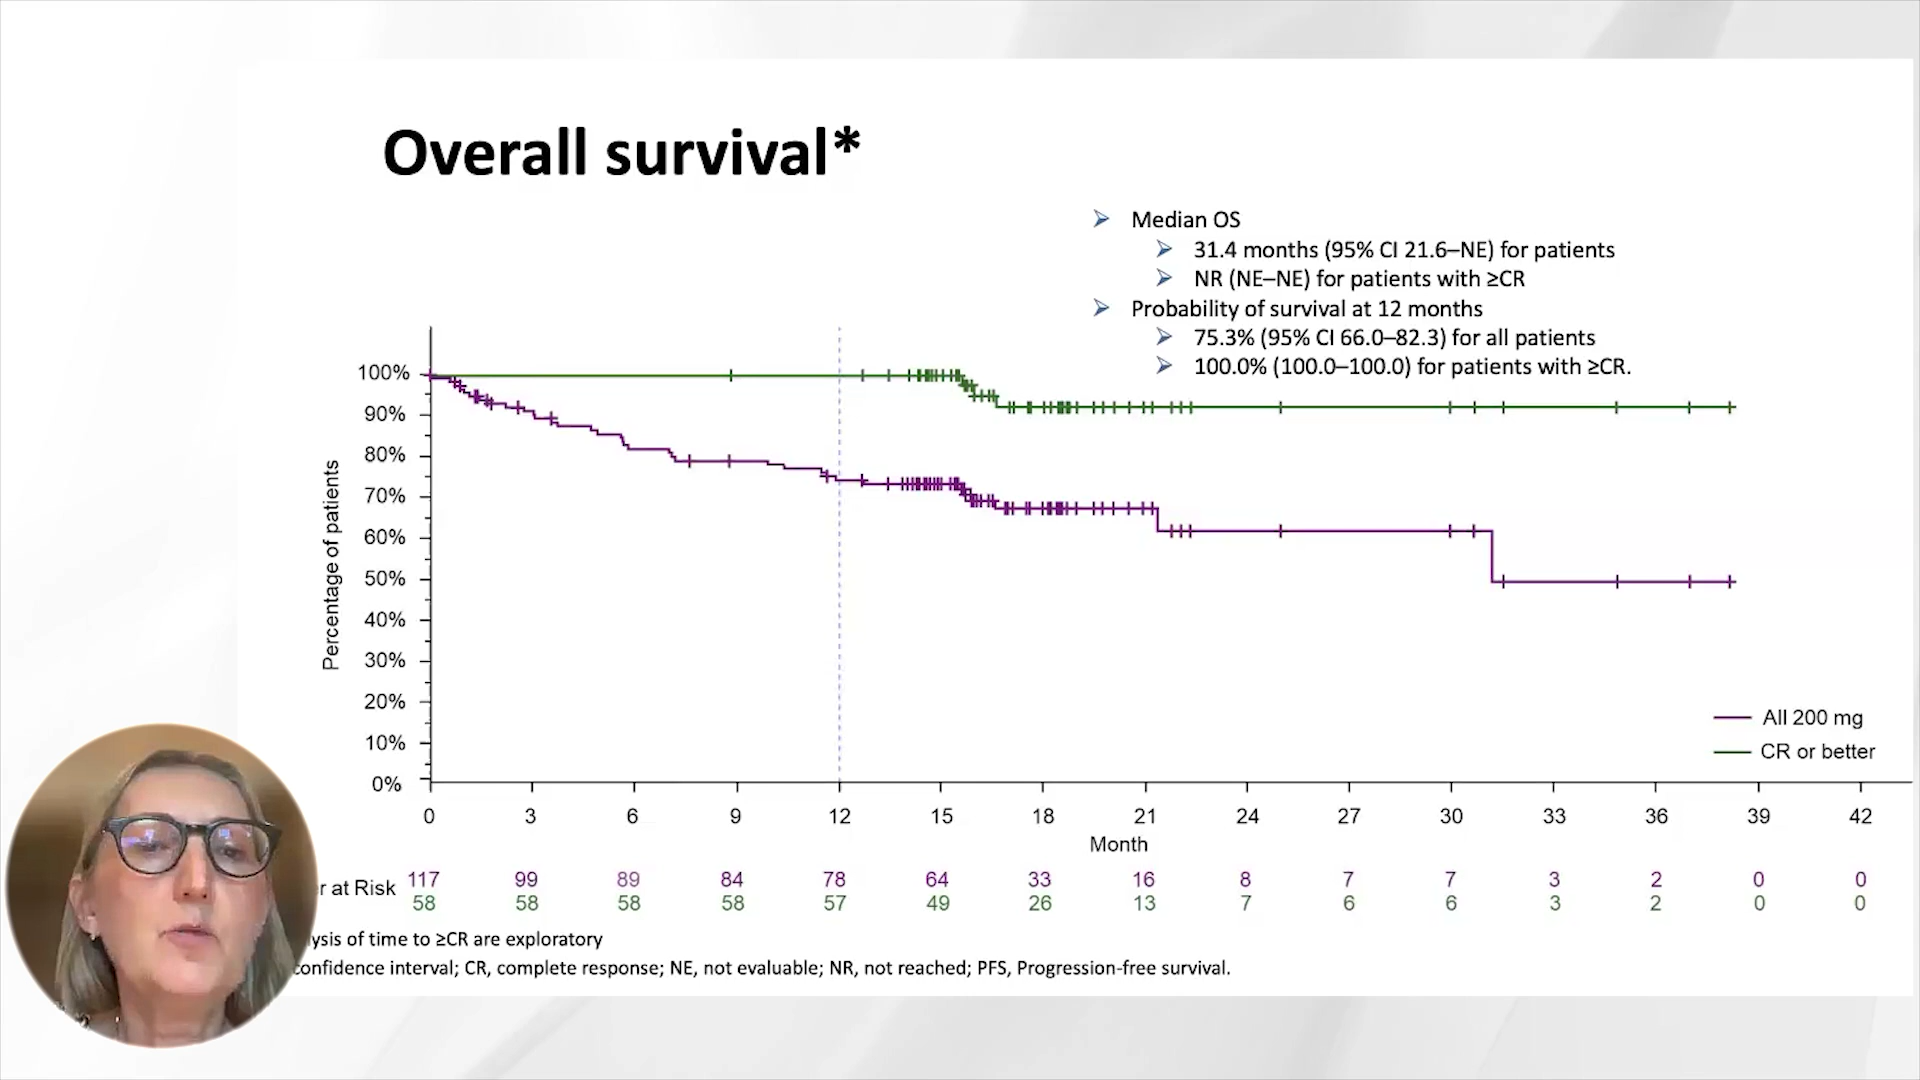 Overall survival*
Median OS
31.4 months (95% CI 21.6–NE) for patients
NR (NE–NE) for patients with ≥CR
Probability of survival at 12 months
75.3% (95% CI 66.0–82.3) for all patients
100.0% (100.0–100.0) for patients with ≥CR.
100%
90%
80%
70%
60%
50%
40%
30%
20%
10%
0%
Percentage of patients
All 200 mg
CR or better
0 3 6 9 12 15 18 21 24 27 30 33 36 39 42
Month
r at Risk 117 99 89 84 78 64 33 16 8 7 7 3 2 0 0
58 58 58 58 57 49 26 13 7 6 6 3 2 0 0
lysis of time to ≥CR are exploratory
confidence interval; CR, complete response; NE, not evaluable; NR, not reached; PFS, Progression-free survival.